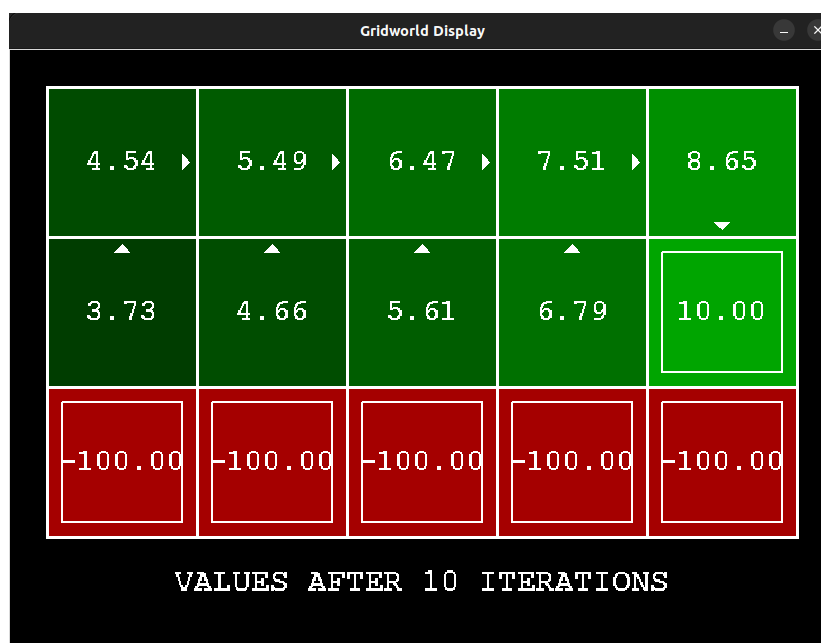 Gridworld Display
4.54 5.49 6.47 7.51 8.65
3.73 4.66 5.61 6.79 10.00
-100.00 -100.00 -100.00 -100.00 -100.00
VALUES AFTER 10 ITERATIONS